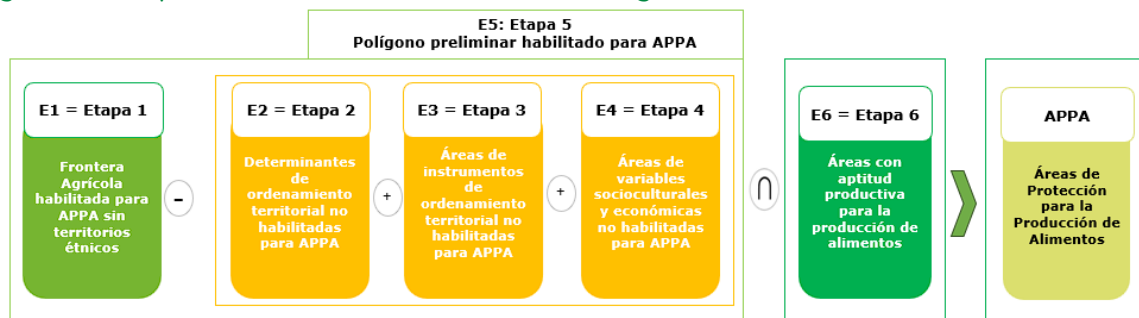 E5: Etapa 5
Polígono preliminar habilitado para APPA
E1 = Etapa 1
Frontera
Agrícola
habilitada para
APPA sin
territorios
étnicos
-
E2 = Etapa 2
Determinantes
de
ordenamiento
territorial no
habilitadas
para APPA
+
E3 = Etapa 3
Áreas de
instrumentos
de
ordenamiento
territorial no
habilitadas
para APPA
+
E4 = Etapa 4
Áreas de
variables
socioculturales
y económicas
no habilitadas
para APPA
∩
E6 = Etapa 6
Áreas con
aptitud
productiva
para la
producción de
alimentos
APPA
Áreas de
Protección
para la
Producción de
Alimentos